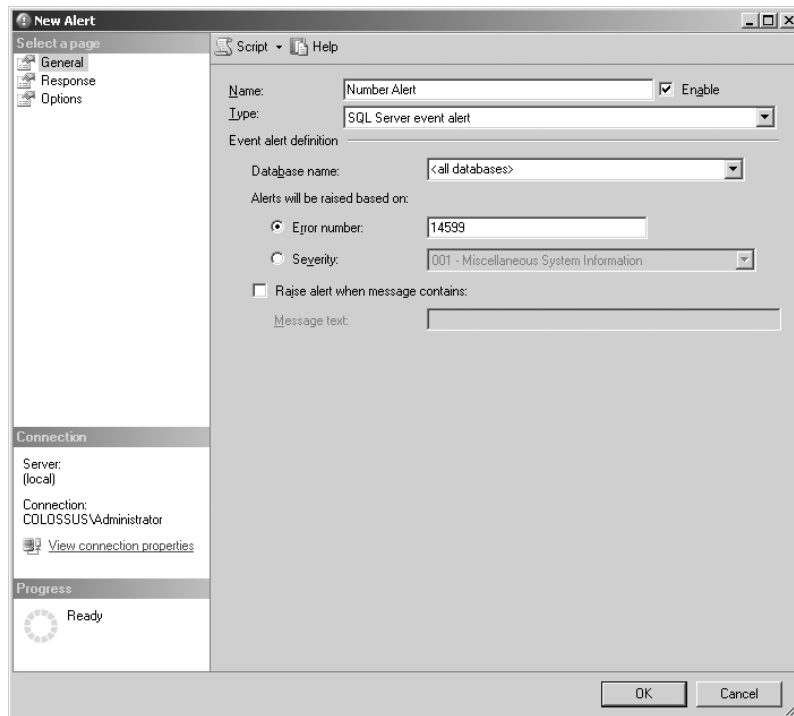 New Alert
Select a page
General
Response
Options
Script Help
Name: Number Alert Enable
Type: SQL Server event alert
Event alert definition
Database name: <all databases>
Alerts will be raised based on:
Error number: 14599
Severity: 001 - Miscellaneous System Information
Raise alert when message contains:
Message text:
Connection
Server:
(local)
Connection:
COLOSSUS\Administrator
View connection properties
Progress
Ready
OK Cancel